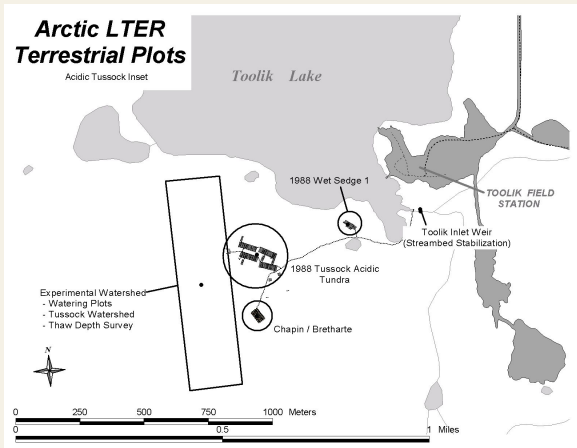 Arctic LTER
Terrestrial Plots
Acidic Tussock Inset
Toolik Lake
1988 Wet Sedge 1
TOOLIK FIELD
STATION
Toolik Inlet Weir
(Streambed Stabilization)
1988 Tussock Acidic
Tundra
Experimental Watershed
- Watering Plots
- Tussock Watershed
- Thaw Depth Survey
Chapin / Bretharte
N
0 250 500 750 1000 Meters
0 0.5 1 Miles